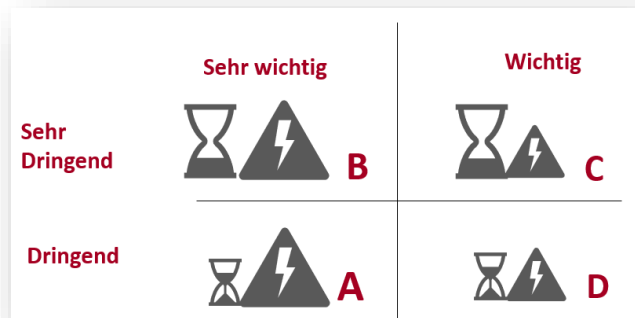 Sehr wichtig
Wichtig
Sehr
Dringend
B
C
Dringend
A
D